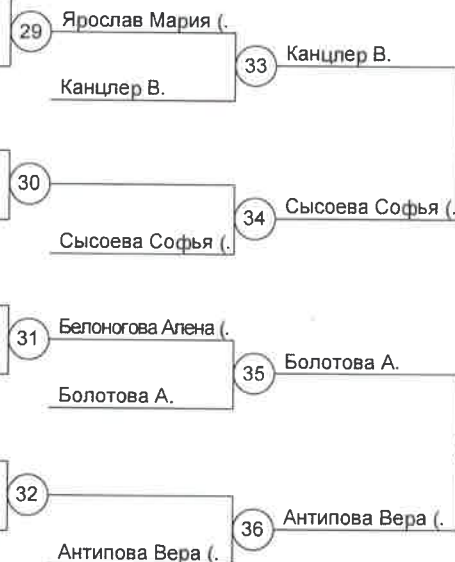 29 Ярослав Мария (.
33 Канцлер В.
Канцлер В.
30
34 Сысоева Софья (.
Сысоева Софья (.
31 Белоногова Алена (.
35 Болотова А.
Болотова А.
32
36 Антипова Вера (.
Антипова Вера (.